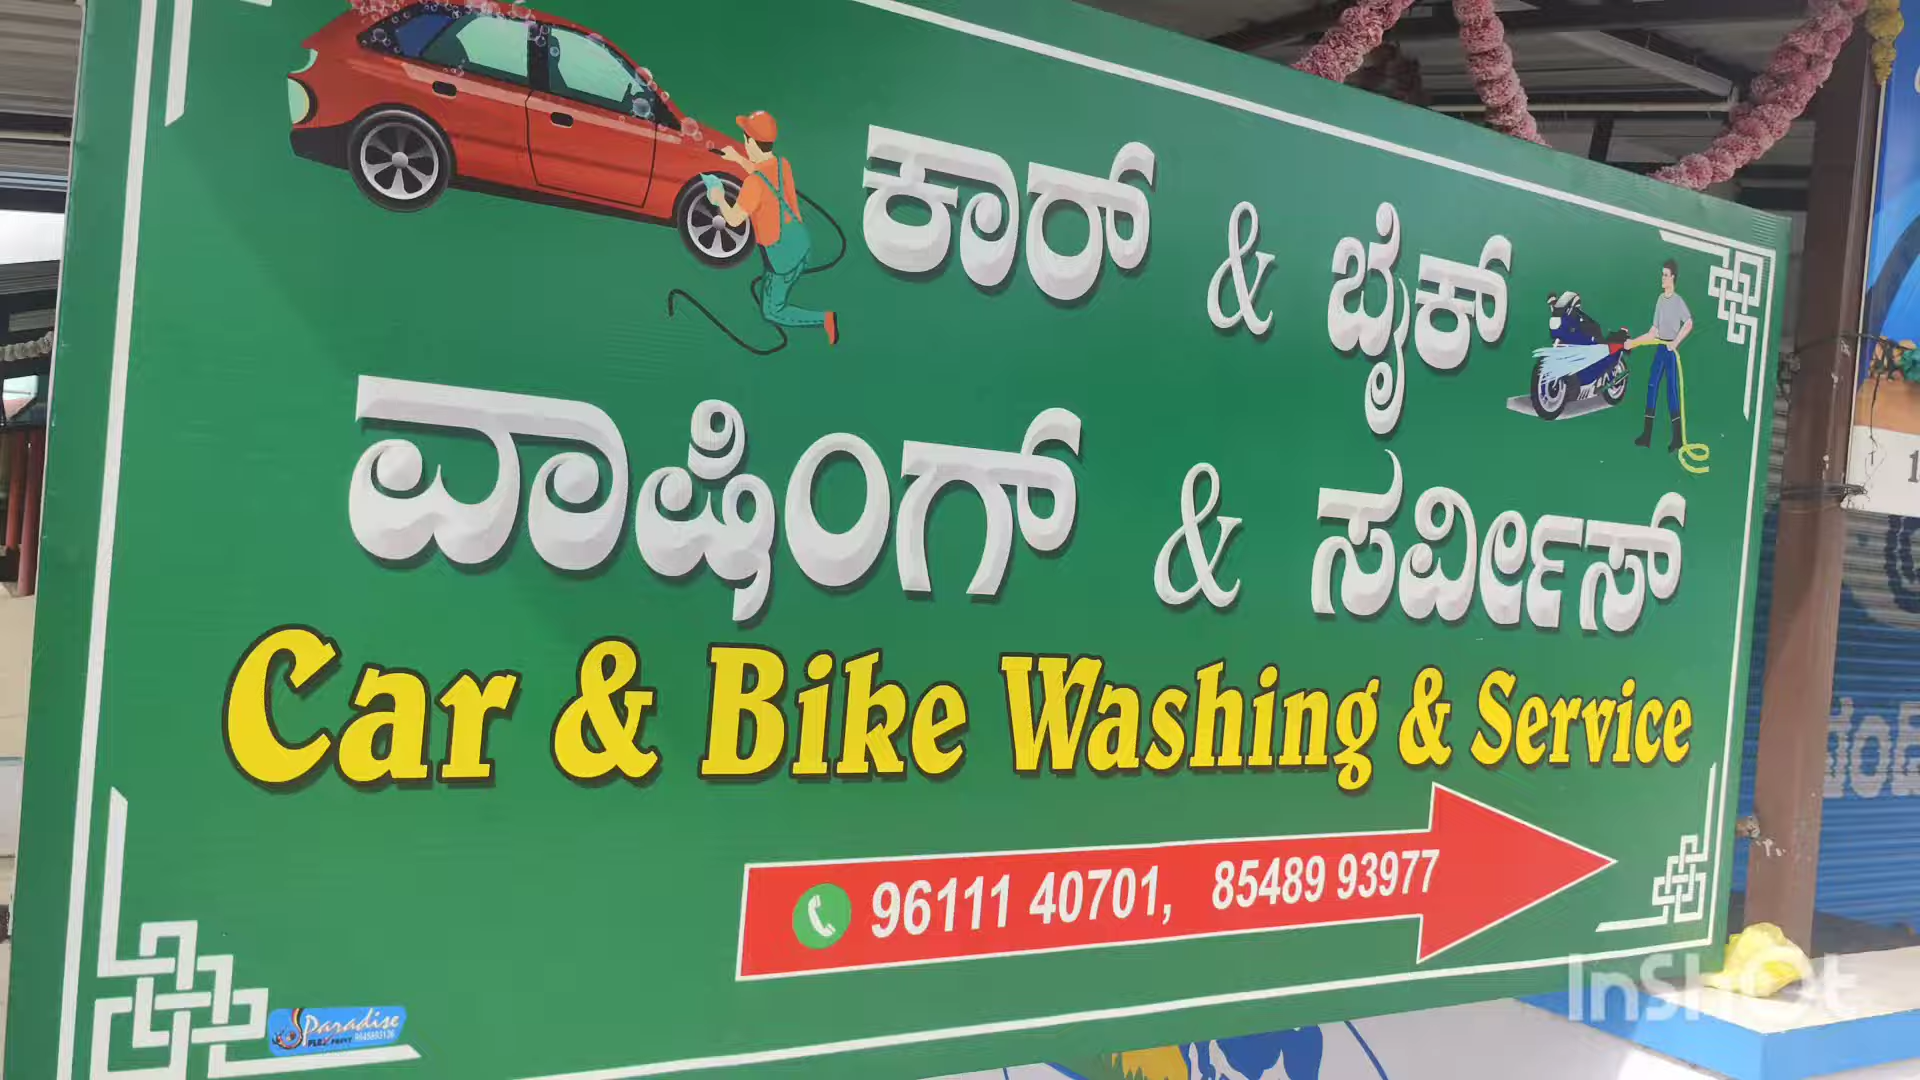 ಕಾರ್ & ಬೈಕ್
ವಾಷಿಂಗ್ & ಸರ್ವೀಸ್
Car & Bike Washing & Service
96111 40701, 85489 93977
Paradise
InShOt